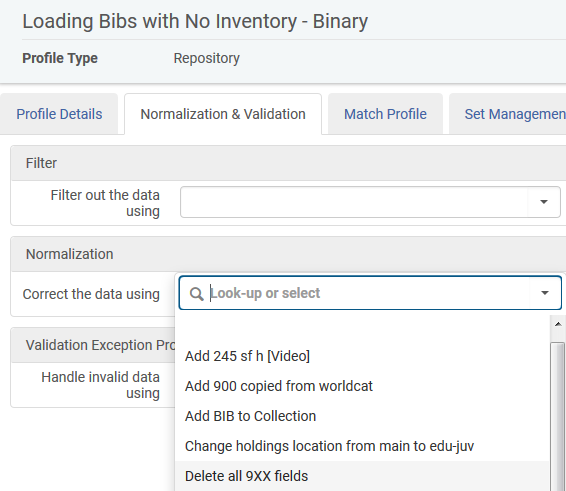 Loading Bibs with No Inventory - Binary
Profile Type Repository
Profile Details Normalization & Validation Match Profile Set Managemen
Filter
Filter out the data
using
Normalization
Correct the data using Look-up or select
Validation Exception Pro
Handle invalid data
using
Add 245 sf h [Video]
Add 900 copied from worldcat
Add BIB to Collection
Change holdings location from main to edu-juv
Delete all 9XX fields